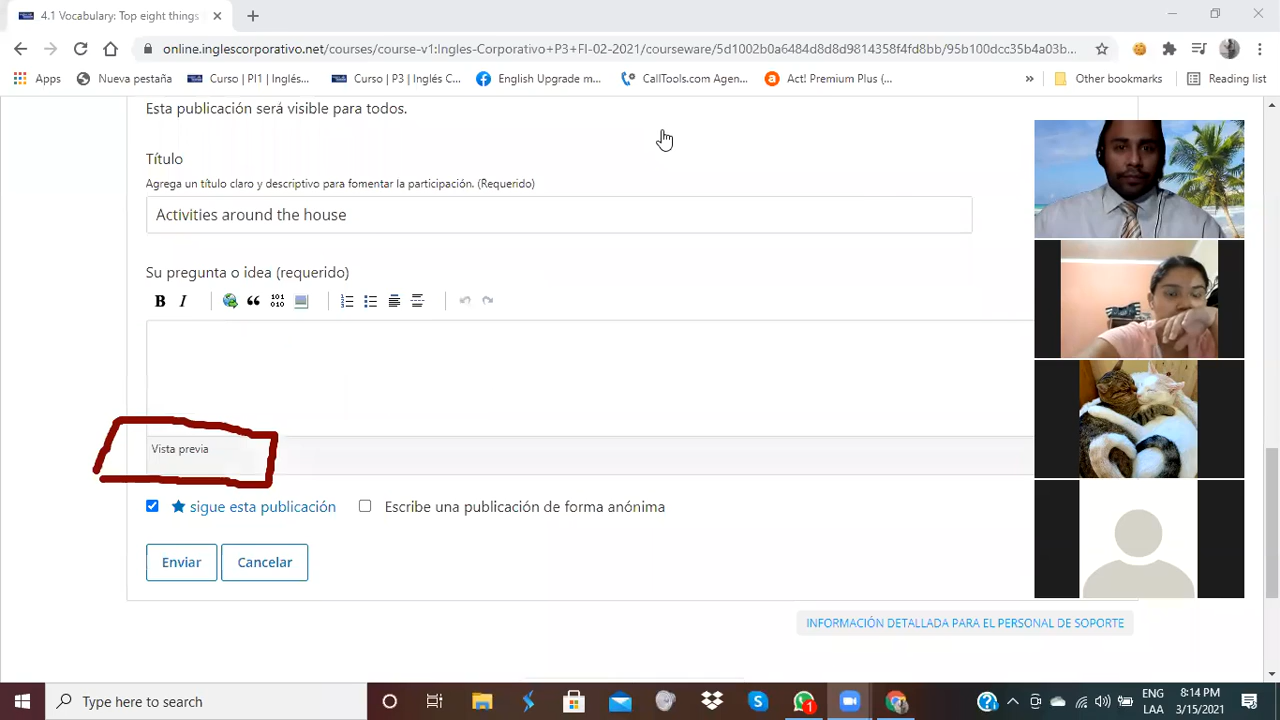 4.1 Vocabulary: Top eight things
online.inglescorporativo.net/courses/course-v1:Ingles-Corporativo+P3+FI-02-2021/courseware/5d1002b0a6484d8d8d9814358f4fd8bb/95b100dcc35b4a03b...
Apps Nueva pestaña Curso | PI1 | Inglés... Curso | P3 | Inglés C... English Upgrade m... CallTools.com Agen... Act! Premium Plus (... » Other bookmarks Reading list
Esta publicación será visible para todos.
Título
Agrega un título claro y descriptivo para fomentar la participación. (Requerido)
Activities around the house
Su pregunta o idea (requerido)
B I
Vista previa
sigue esta publicación Escribe una publicación de forma anónima
Enviar Cancelar
INFORMACIÓN DETALLADA PARA EL PERSONAL DE SOPORTE
Type here to search
ENG 8:14 PM
LAA 3/15/2021